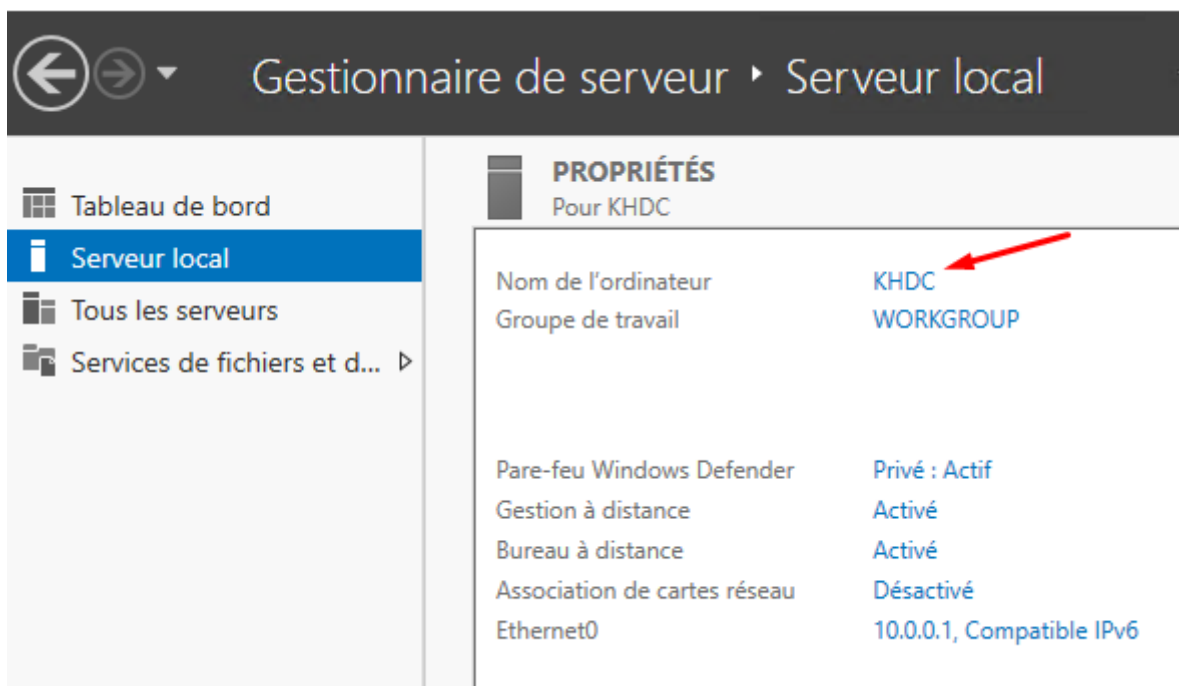 Gestionnaire de serveur ‣ Serveur local
Tableau de bord
Serveur local
Tous les serveurs
Services de fichiers et d...
PROPRIÉTÉS
Pour KHDC
Nom de l'ordinateur KHDC
Groupe de travail WORKGROUP
Pare-feu Windows Defender Privé : Actif
Gestion à distance Activé
Bureau à distance Activé
Association de cartes réseau Désactivé
Ethernet0 10.0.0.1, Compatible IPv6